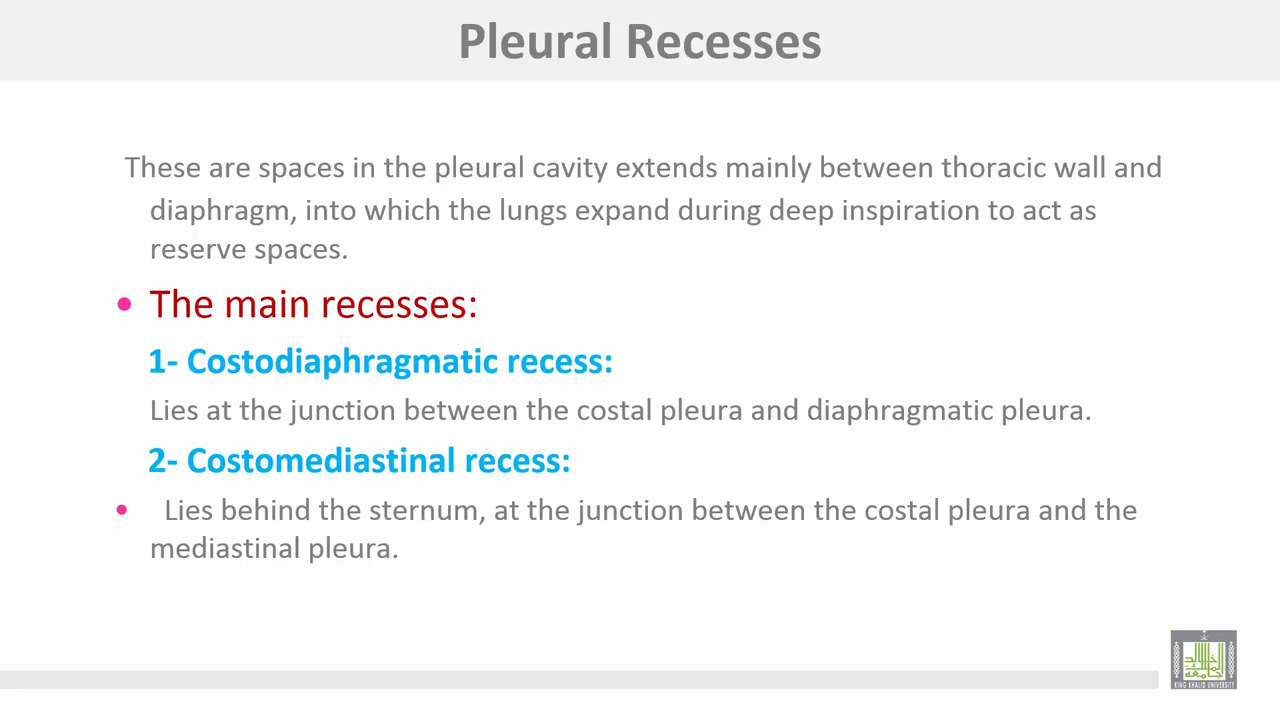 Pleural Recesses
These are spaces in the pleural cavity extends mainly between thoracic wall and
diaphragm, into which the lungs expand during deep inspiration to act as
reserve spaces.
• The main recesses:
1- Costodiaphragmatic recess:
Lies at the junction between the costal pleura and diaphragmatic pleura.
2- Costomediastinal recess:
• Lies behind the sternum, at the junction between the costal pleura and the
mediastinal pleura.
KING KHALID UNIVERSITY